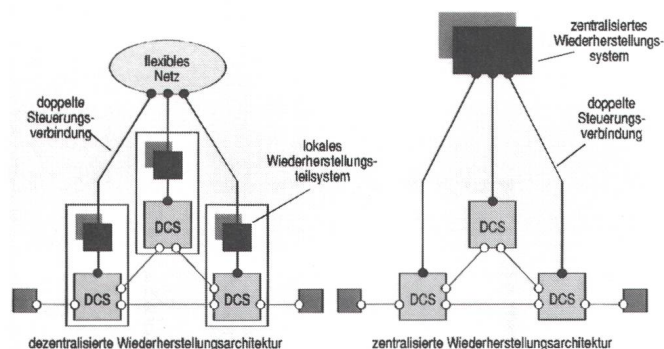 flexibles
Netz
doppelte
Steuerungs-
verbindung
lokales
Wiederherstellungs-
teilsystem
DCS
DCS
DCS
dezentralisierte Wiederherstellungsarchitektur
zentralisiertes
Wiederherstellungs-
system
doppelte
Steuerungs-
verbindung
DCS
DCS
DCS
zentralisierte Wiederherstellungsarchitektur